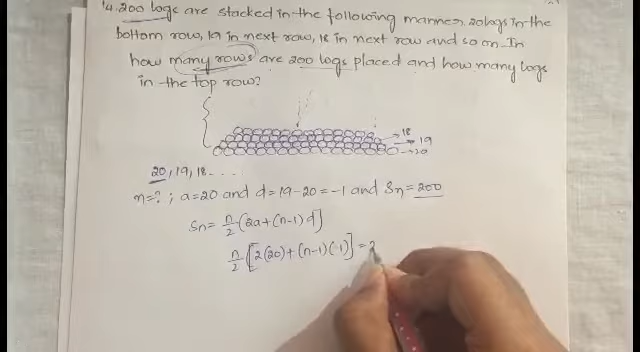 14. 200 logs are stacked in the following manner. 20 logs in the
bottom row, 19 in next row, 18 in next row and so on. In
how many rows are 200 logs placed and how many logs
in the top row?
18
19
20
20, 19, 18 - - - -
n=? ; a=20 and d=19-20=-1 and Sn=200
Sn = n/2 (2a+(n-1)d]
n/2 [2(20)+(n-1)(-1)] = 2